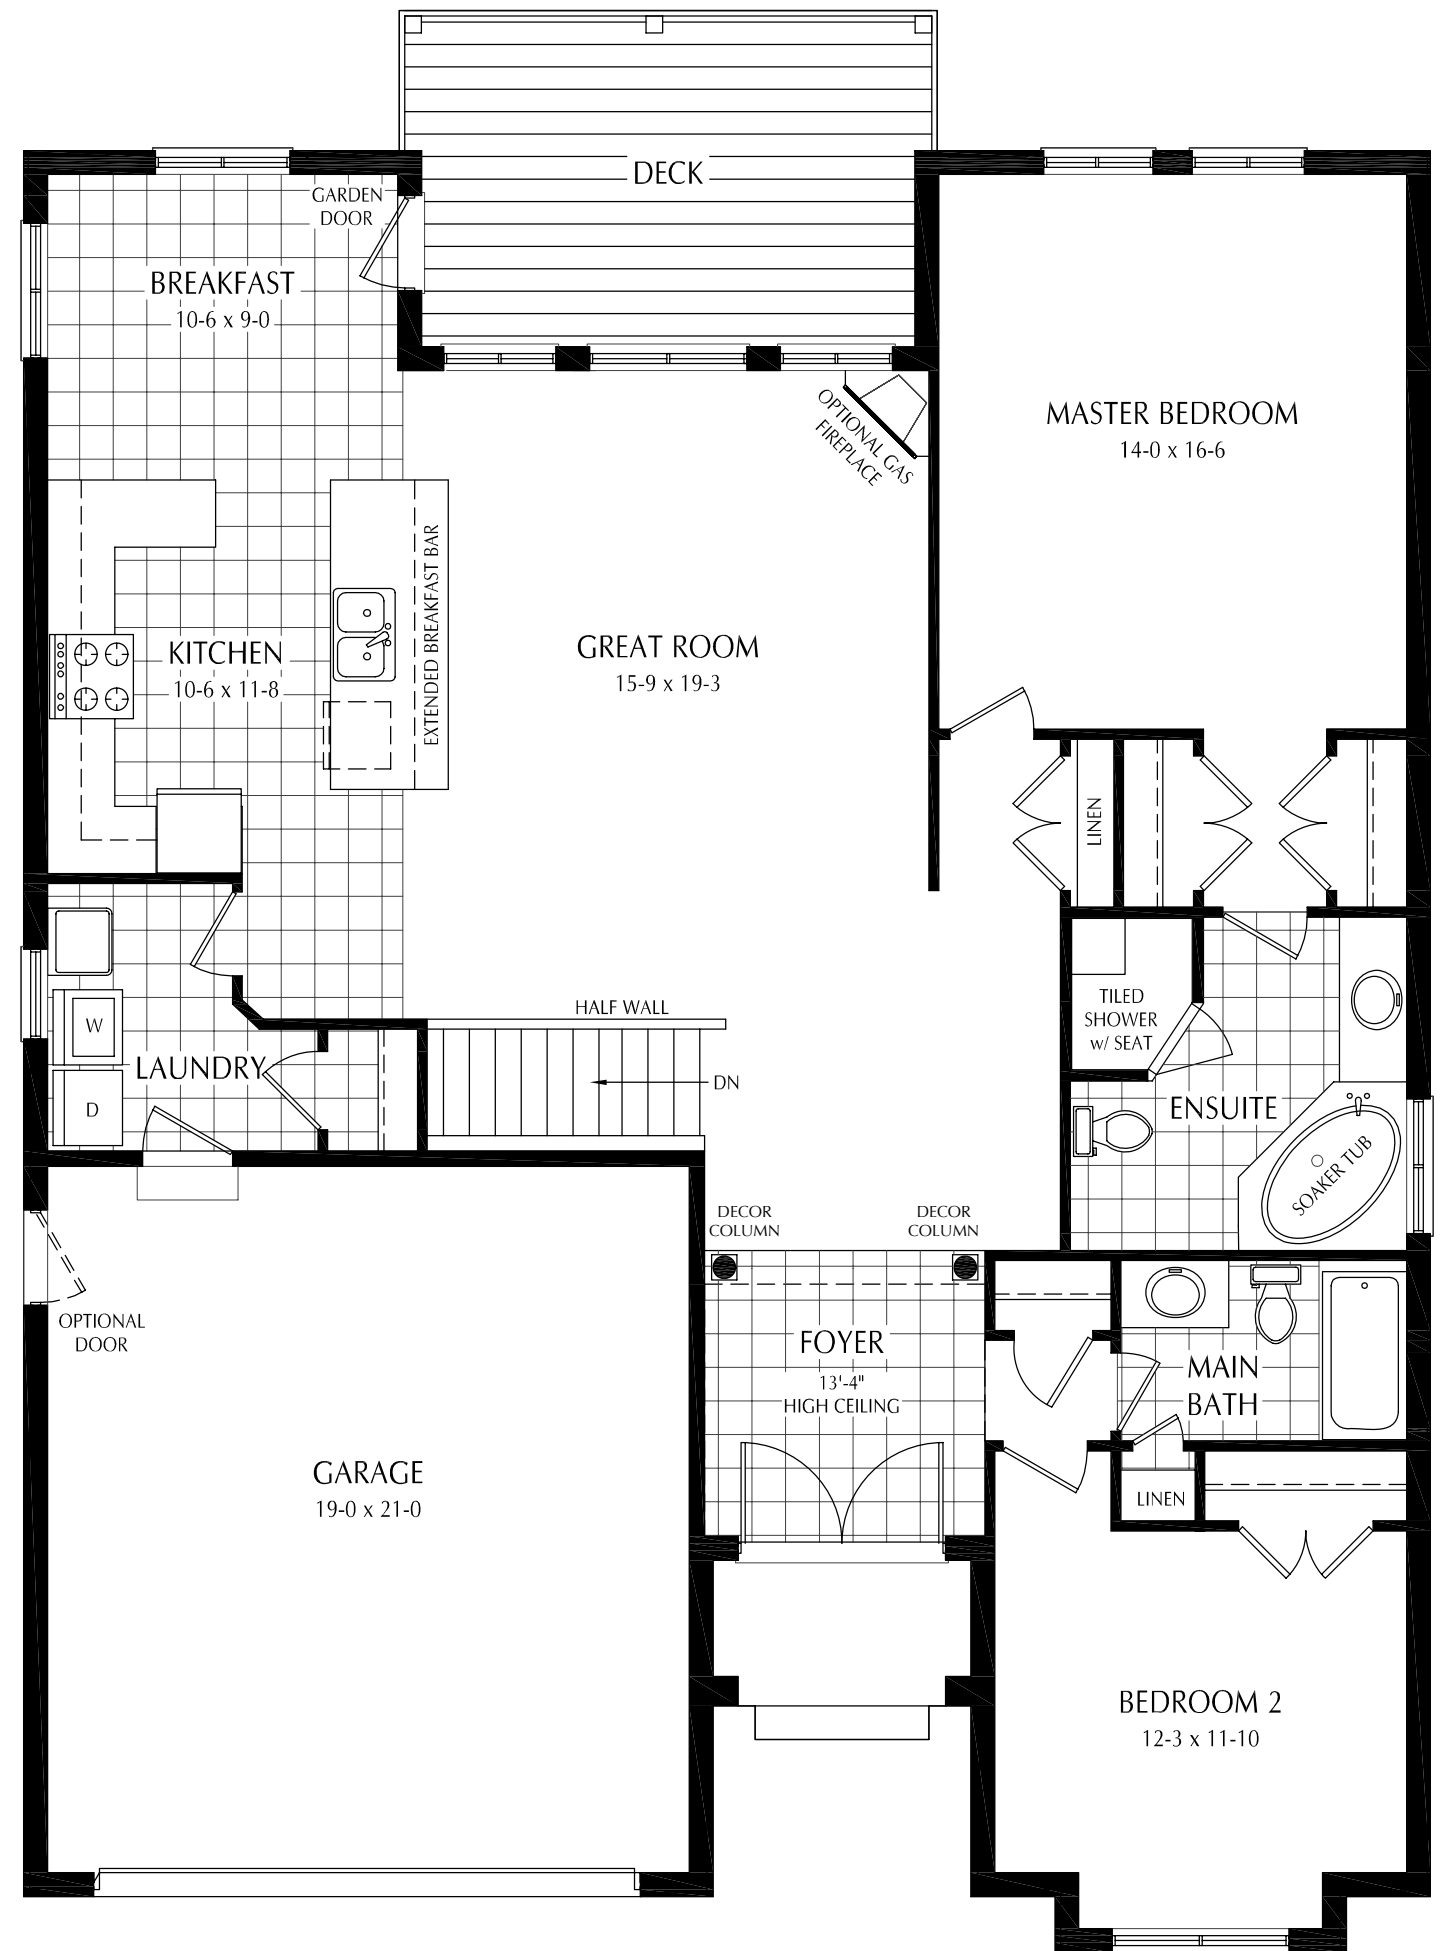 DECK
GARDEN
DOOR
BREAKFAST
10-6 x 9-0
MASTER BEDROOM
14-0 x 16-6
OPTIONAL GAS
FIREPLACE
EXTENDED BREAKFAST BAR
KITCHEN
10-6 x 11-8
GREAT ROOM
15-9 x 19-3
LINEN
HALF WALL
TILED
SHOWER
w/ SEAT
W
LAUNDRY
D
DN
ENSUITE
SOAKER TUB
DECOR
COLUMN
DECOR
COLUMN
OPTIONAL
DOOR
FOYER
13'-4"
HIGH CEILING
MAIN
BATH
GARAGE
19-0 x 21-0
LINEN
BEDROOM 2
12-3 x 11-10